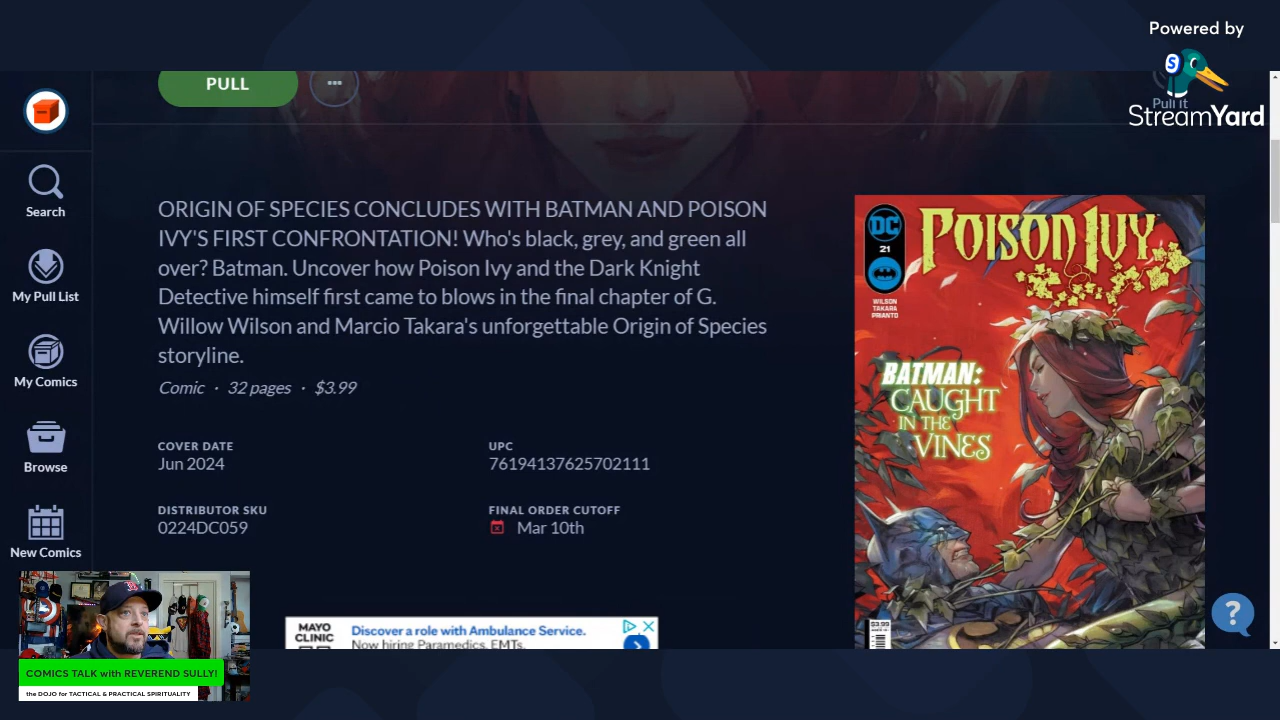 Powered by
StreamYard
PULL
Pull it
Search
My Pull List
My Comics
Browse
New Comics
ORIGIN OF SPECIES CONCLUDES WITH BATMAN AND POISON
IVY'S FIRST CONFRONTATION! Who's black, grey, and green all
over? Batman. Uncover how Poison Ivy and the Dark Knight
Detective himself first came to blows in the final chapter of G.
Willow Wilson and Marcio Takara's unforgettable Origin of Species
storyline.
Comic · 32 pages · $3.99
COVER DATE
Jun 2024
UPC
76194137625702111
DISTRIBUTOR SKU
0224DC059
FINAL ORDER CUTOFF
Mar 10th
DC
21
WILSON
TAKARA
PRIANTO
POISON IVY
BATMAN:
CAUGHT
IN THE
VINES
$3.99
MAYO
CLINIC
Discover a role with Ambulance Service.
Now hiring Paramedics, EMTs.
?
COMICS TALK with REVEREND SULLY!
the DOJO for TACTICAL & PRACTICAL SPIRITUALITY